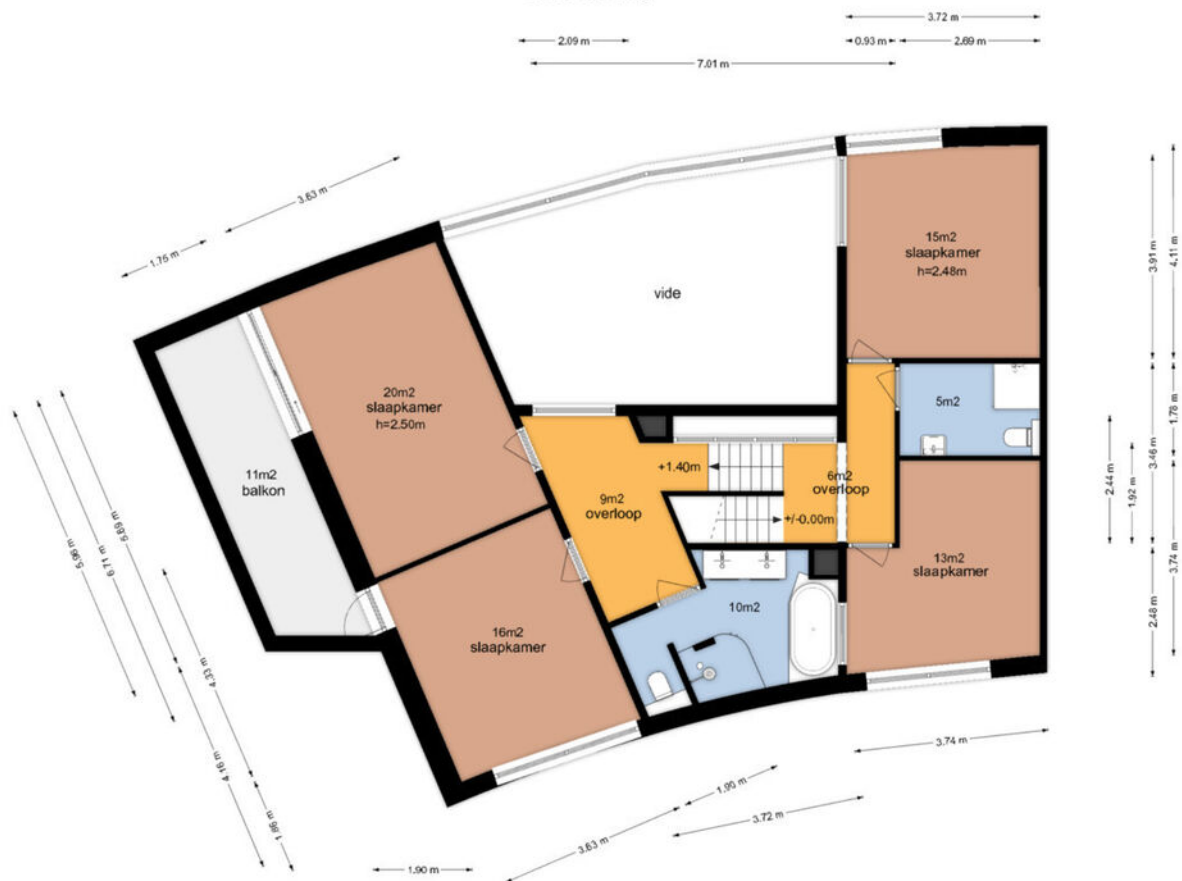 3.72 m
2.09 m
0.93 m
2.69 m
7.01 m
3.63 m
1.75 m
15m2
slaapkamer
h=2.48m
3.91 m
4.11 m
vide
20m2
slaapkamer
h=2.50m
5m2
1.78 m
3.46 m
11m2
balkon
+1.40m
6m2
overloop
9m2
overloop
+/-0.00m
2.44 m
1.92 m
13m2
slaapkamer
3.74 m
2.48 m
10m2
16m2
slaapkamer
5.69 m
6.71 m
5.96 m
4.33 m
4.16 m
1.86 m
3.74 m
1.90 m
3.72 m
3.63 m
1.90 m